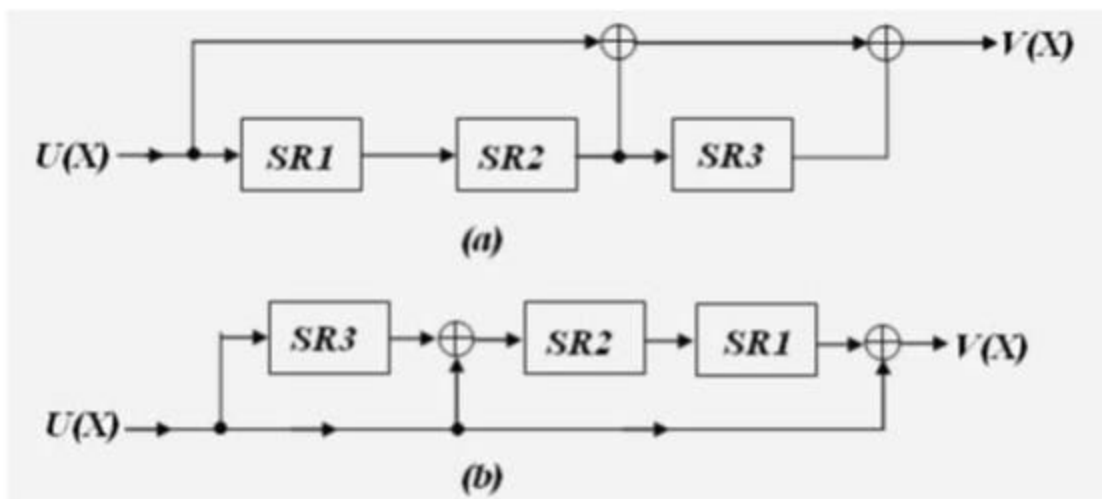 V(X)
U(X) SR1 SR2 SR3
(a)
SR3 SR2 SR1 V(X)
U(X)
(b)